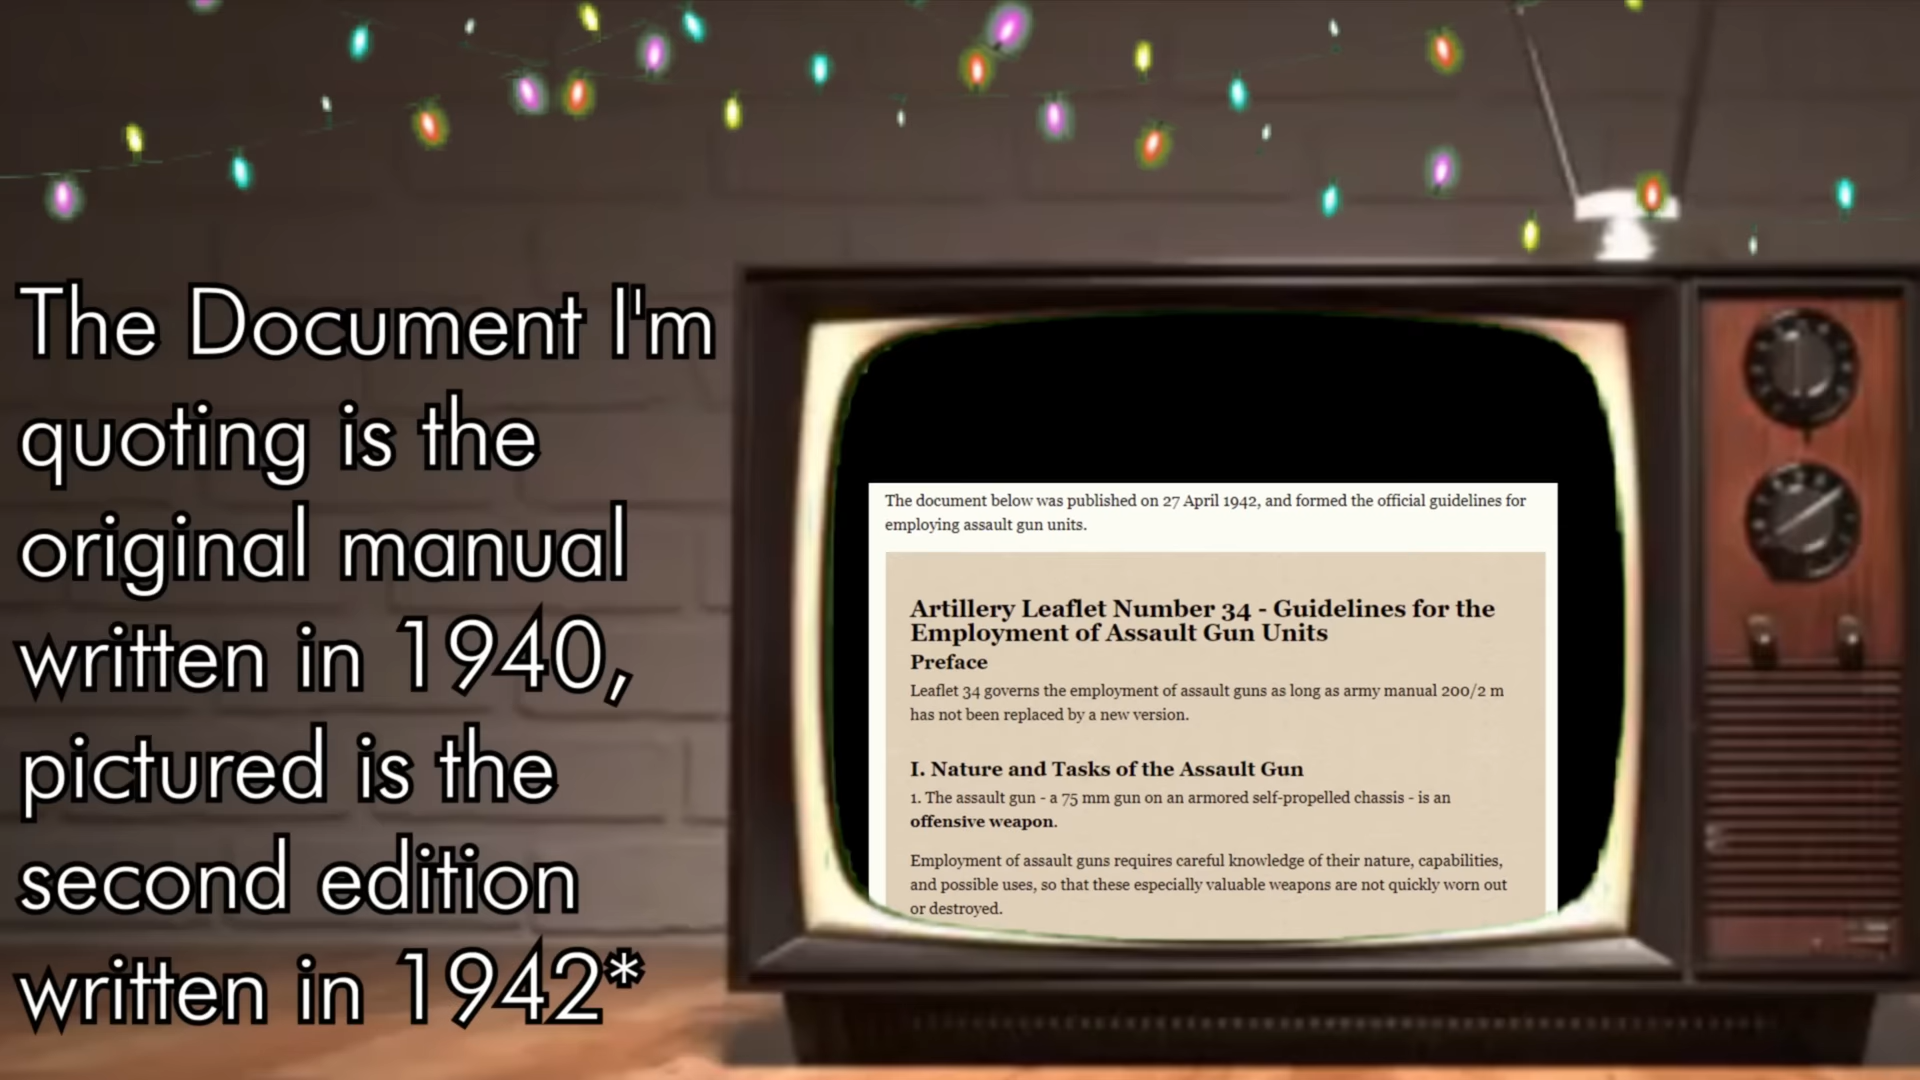 The Document I'm
quoting is the
original manual
written in 1940,
pictured is the
second edition
written in 1942*
The document below was published on 27 April 1942, and formed the official guidelines for
employing assault gun units.
Artillery Leaflet Number 34 - Guidelines for the
Employment of Assault Gun Units
Preface
Leaflet 34 governs the employment of assault guns as long as army manual 200/2 m
has not been replaced by a new version.
I. Nature and Tasks of the Assault Gun
1. The assault gun - a 75 mm gun on an armored self-propelled chassis - is an
offensive weapon.
Employment of assault guns requires careful knowledge of their nature, capabilities,
and possible uses, so that these especially valuable weapons are not quickly worn out
or destroyed.